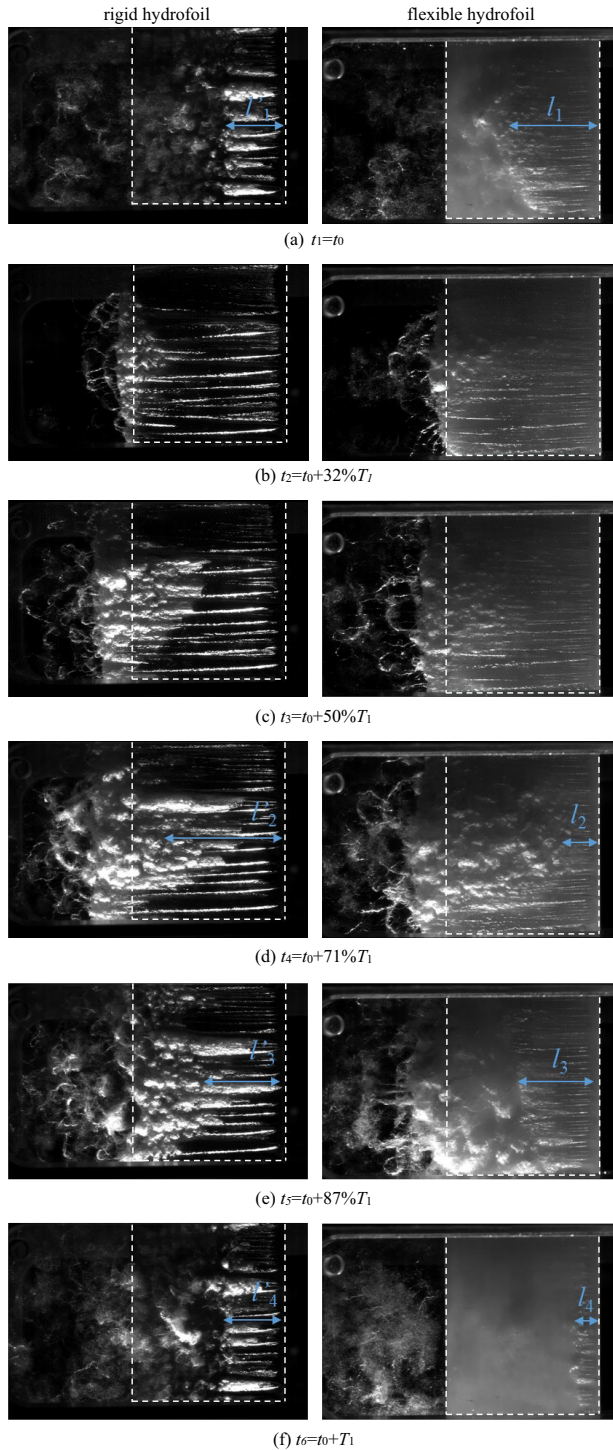 rigid hydrofoil flexible hydrofoil
l'1 l1
(a) t1=t0
(b) t2=t0+32%T1
(c) t3=t0+50%T1
l'2 l2
(d) t4=t0+71%T1
l'3 l3
(e) t5=t0+87%T1
l'4 l4
(f) t6=t0+T1